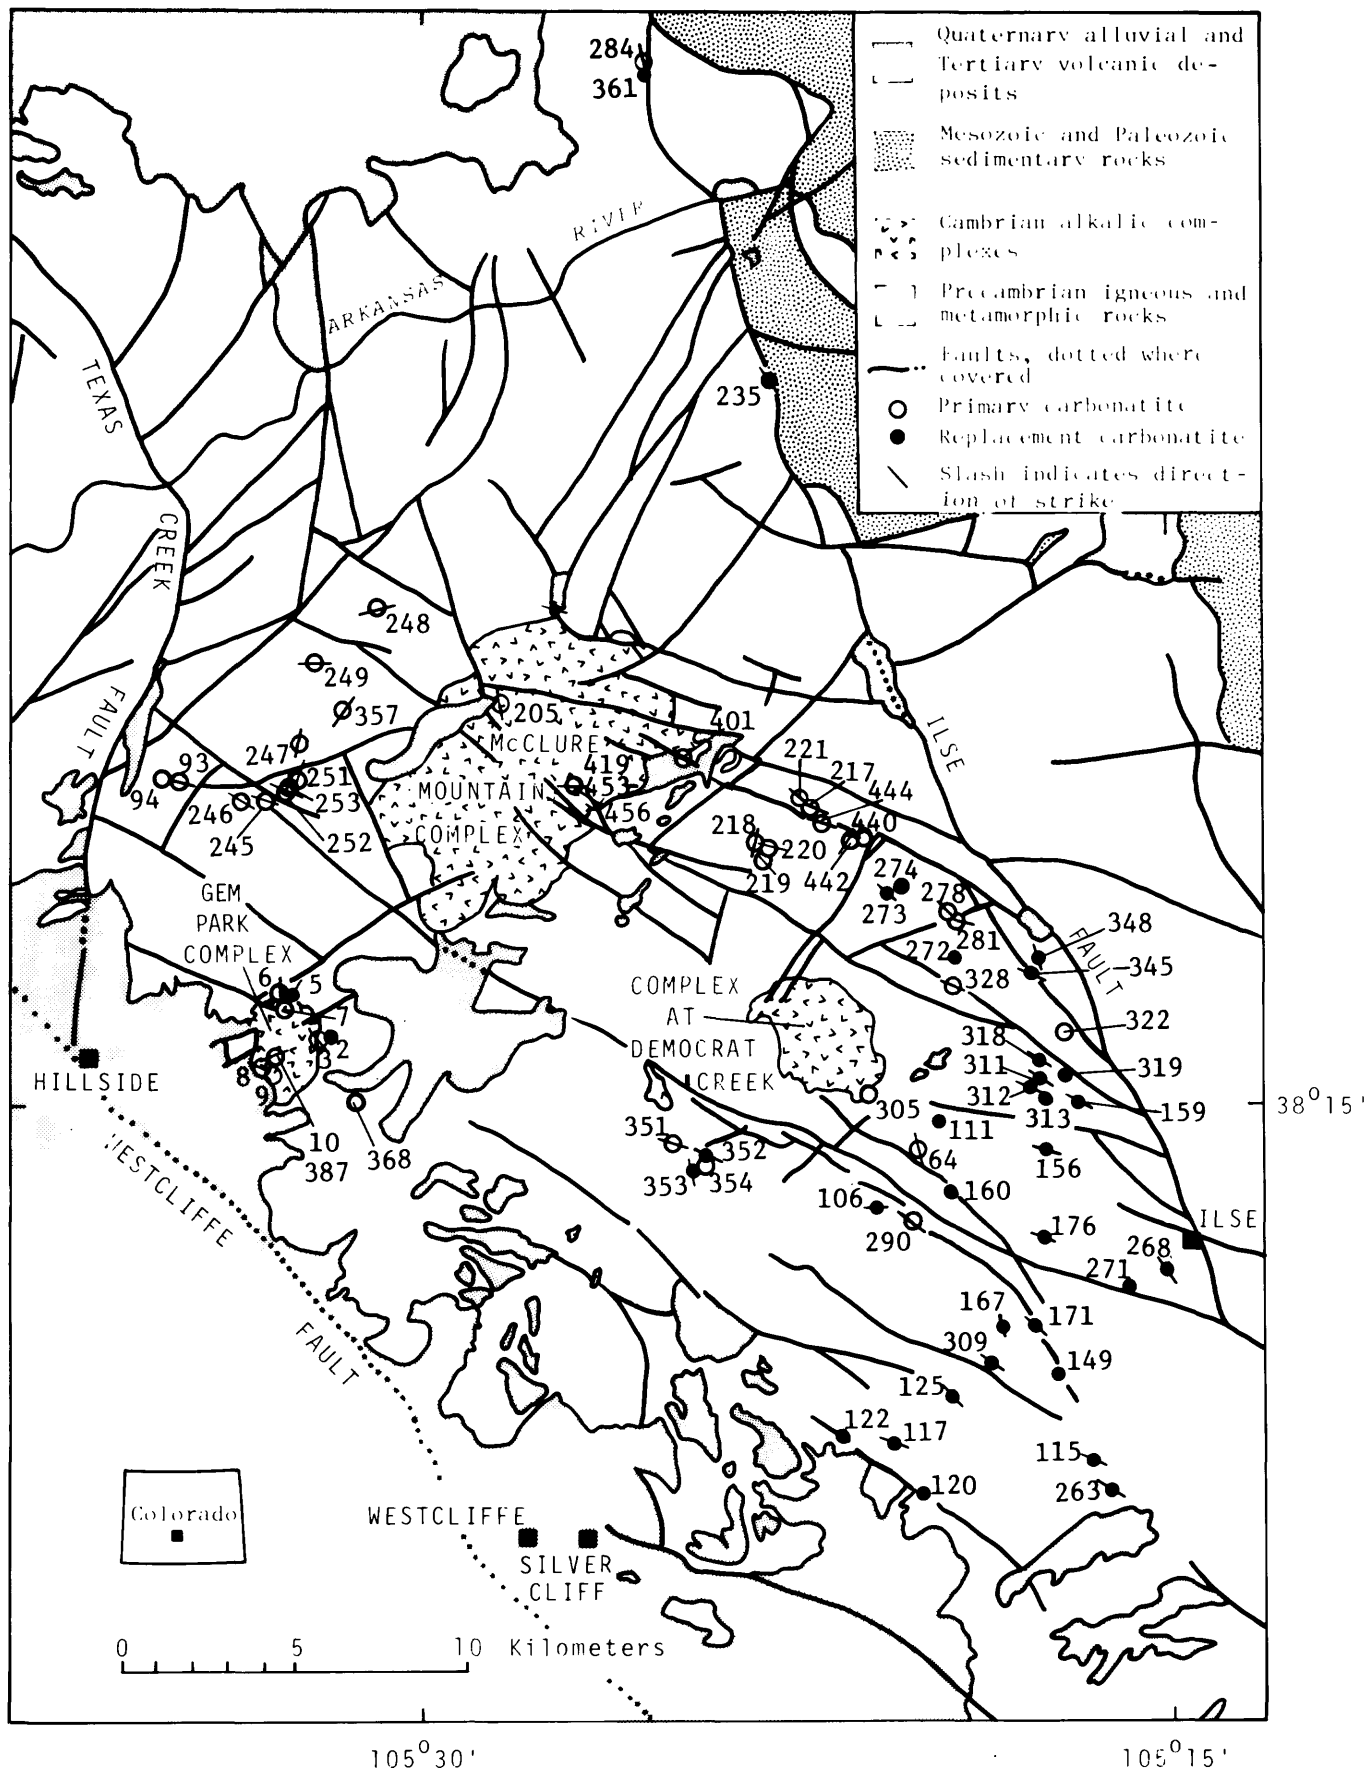 Quaternary alluvial and
Tertiary volcanic de-
posits
Mesozoic and Paleozoic
sedimentary rocks
Cambrian alkalic com-
plexes
Precambrian igneous and
metamorphic rocks
Faults, dotted where
covered
Primary carbonatite
Replacement carbonatite
Slash indicates direct-
ion of strike
284
361
RIVER
ARKANSAS
TEXAS
CREEK
FAULT
235
248
249
357
205
401
McCLURE
MOUNTAIN
COMPLEX
419
453
456
247
251
253
252
93
94
246
245
221
217
444
440
218
220
219
442
274
273
278
281
272
328
ILSE
FAULT
348
345
322
GEM
PARK
COMPLEX
6
5
7
2
3
8
9
10
387
368
HILLSIDE
COMPLEX
AT
DEMOCRAT
CREEK
318
311
312
313
319
159
38°15'
305
111
64
156
351
352
353
354
160
106
290
176
ILSE
268
271
167
171
309
149
125
122
117
115
120
263
WESTCLIFFE
FAULT
Colorado
WESTCLIFFE
SILVER
CLIFF
0 5 10 Kilometers
105°30'
105°15'